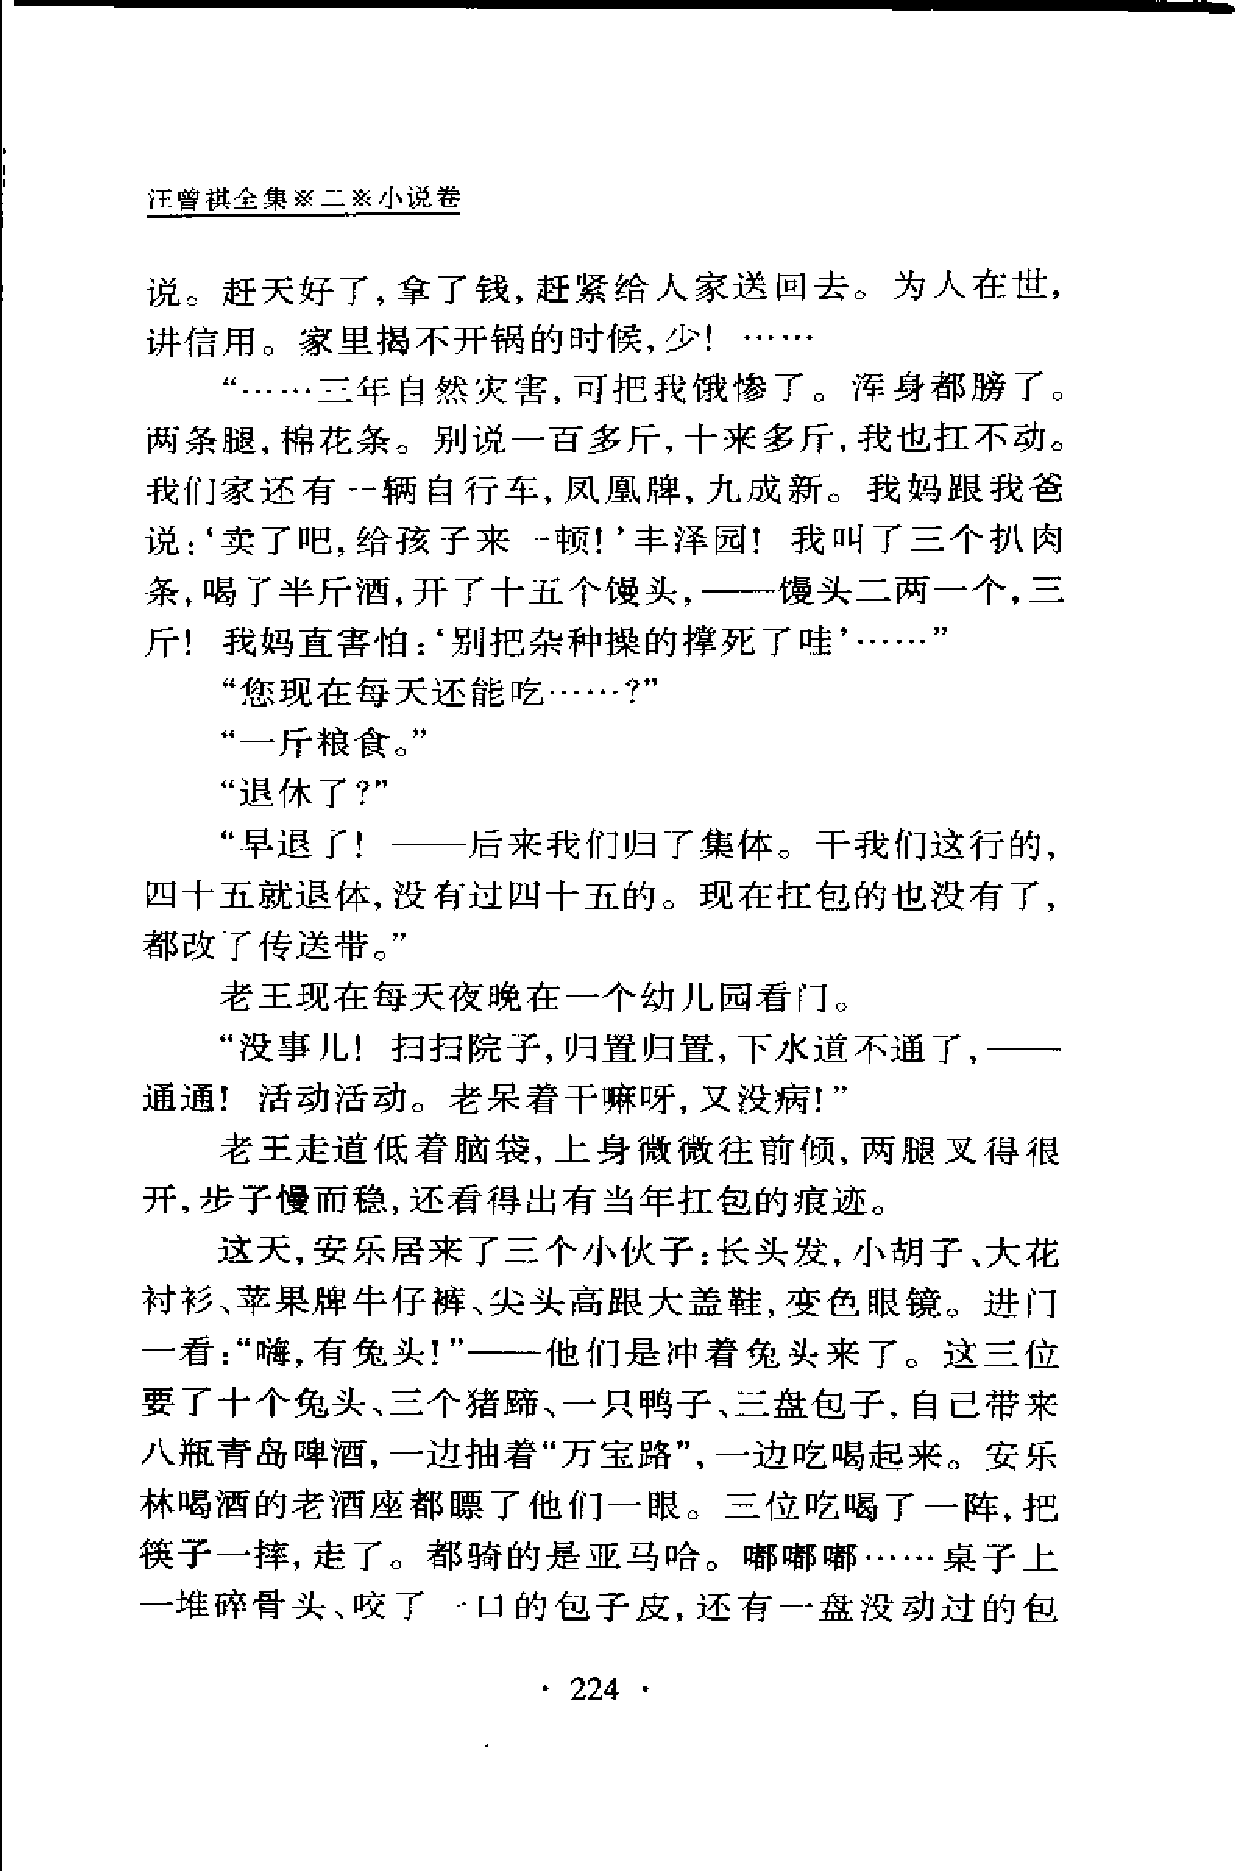 汪曾祺全集※二※小说卷
说。赶天好了,拿了钱,赶紧给人家送回去。为人在世,
讲信用。家里揭不开锅的时候,少! ……
“……三年自然灾害,可把我饿惨了。浑身都膀了。
两条腿,棉花条。别说一百多斤,十来多斤,我也扛不动。
我们家还有一辆自行车,凤凰牌,九成新。我妈跟我爸
说:‘卖了吧,给孩子来一顿!’丰泽园! 我叫了三个扒肉
条,喝了半斤酒,开了十五个馒头,——馒头二两一个,三
斤! 我妈直害怕:‘别把杂种操的撑死了哇’……”
“您现在每天还能吃……?”
“一斤粮食。”
“退休了?”
“早退了! ——后来我们归了集体。干我们这行的,
四十五就退休,没有过四十五的。现在扛包的也没有了,
都改了传送带。”
老王现在每天夜晚在一个幼儿园看门。
“没事儿! 扫扫院子,归置归置,下水道不通了,——
通通! 活动活动。老呆着干嘛呀,又没病!”
老王走道低着脑袋,上身微微往前倾,两腿叉得很
开,步子慢而稳,还看得出有当年扛包的痕迹。
这天,安乐居来了三个小伙子:长头发,小胡子、大花
衬衫、苹果牌牛仔裤、尖头高跟大盖鞋,变色眼镜。进门
一看:“嗨,有兔头!”——他们是冲着兔头来了。这三位
要了十个兔头、三个猪蹄、一只鸭子、三盘包子,自己带来
八瓶青岛啤酒,一边抽着“万宝路”,一边吃喝起来。安乐
林喝酒的老酒座都瞟了他们一眼。三位吃喝了一阵,把
筷子一摔,走了。都骑的是亚马哈。嘟嘟嘟……桌子上
一堆碎骨头、咬了一口的包子皮,还有一盘没动过的包
· 224 ·